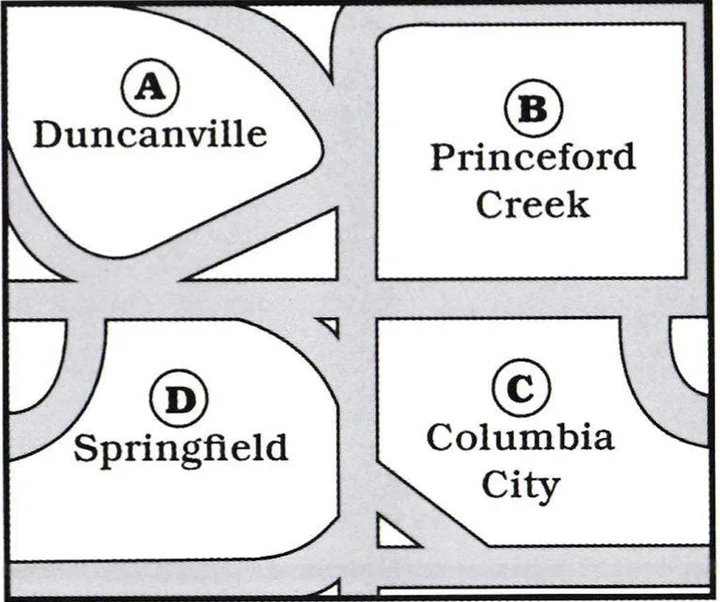 A
Duncanville
B
Princeford
Creek
C
Columbia
City
D
Springfield